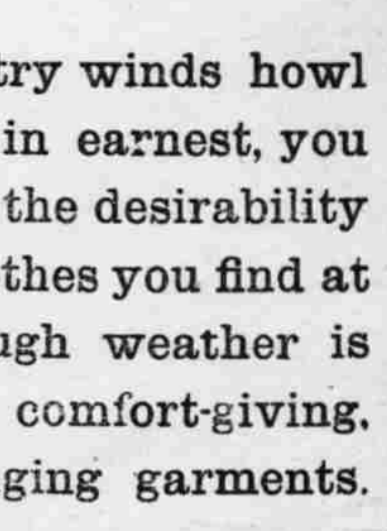 try winds howl
in earnest, you
the desirability
thes you find at
ugh weather is
comfort-giving.
ging garments.